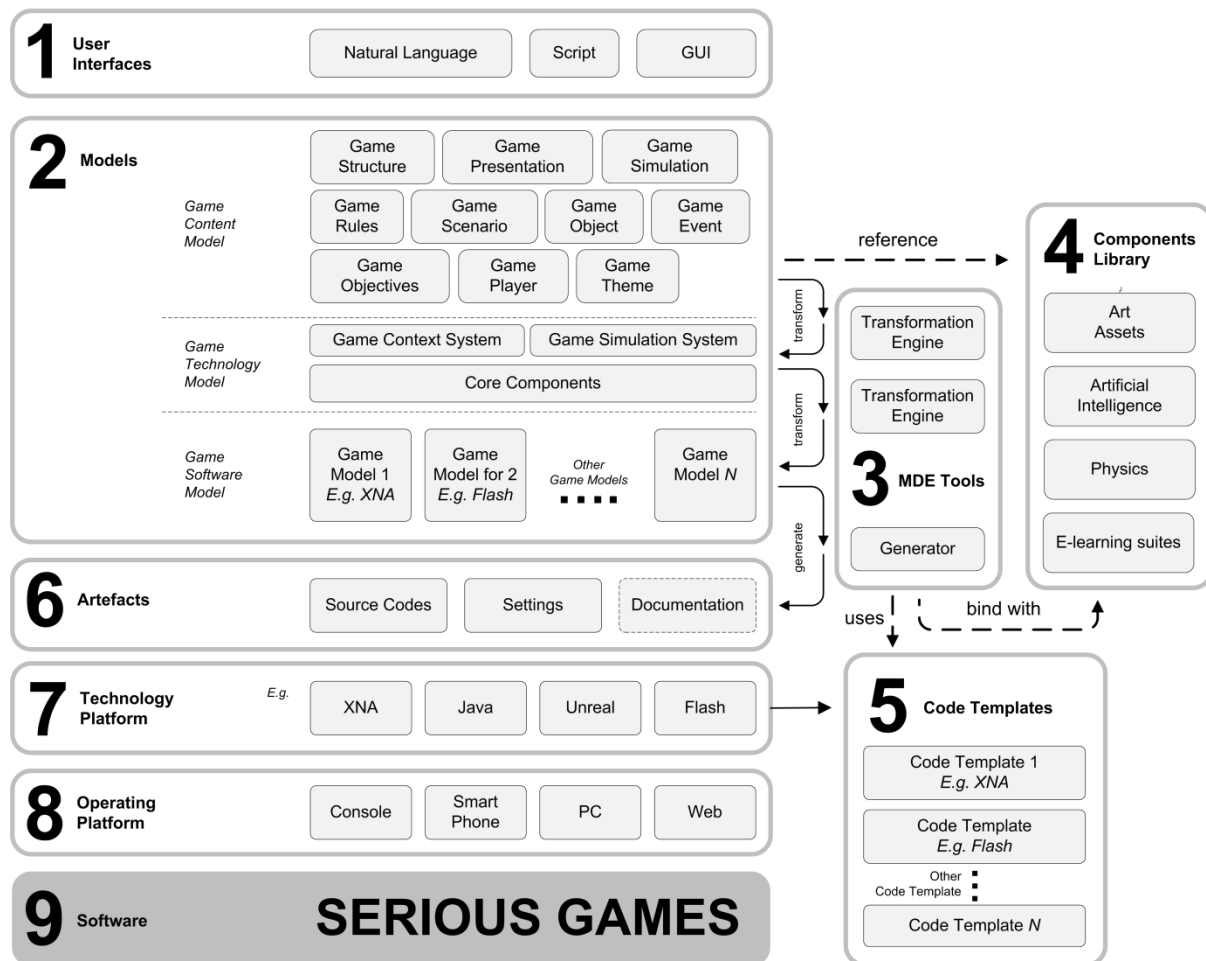 1
User
Interfaces
Natural Language
Script
GUI
2
Models
Game
Content
Model
Game
Structure
Game
Presentation
Game
Simulation
Game
Rules
Game
Scenario
Game
Object
Game
Event
Game
Objectives
Game
Player
Game
Theme
Game
Technology
Model
Game Context System
Game Simulation System
Core Components
Game
Software
Model
Game
Model 1
E.g. XNA
Game
Model for 2
E.g. Flash
Other
Game Models
Game
Model N
reference
transform
transform
generate
3
MDE Tools
Transformation
Engine
Transformation
Engine
Generator
4
Components
Library
Art
Assets
Artificial
Intelligence
Physics
E-learning suites
uses
bind with
5
Code Templates
Code Template 1
E.g. XNA
Code Template
E.g. Flash
Other
Code Template
Code Template N
6
Artefacts
Source Codes
Settings
Documentation
7
Technology
Platform
E.g.
XNA
Java
Unreal
Flash
8
Operating
Platform
Console
Smart
Phone
PC
Web
9
Software
SERIOUS GAMES